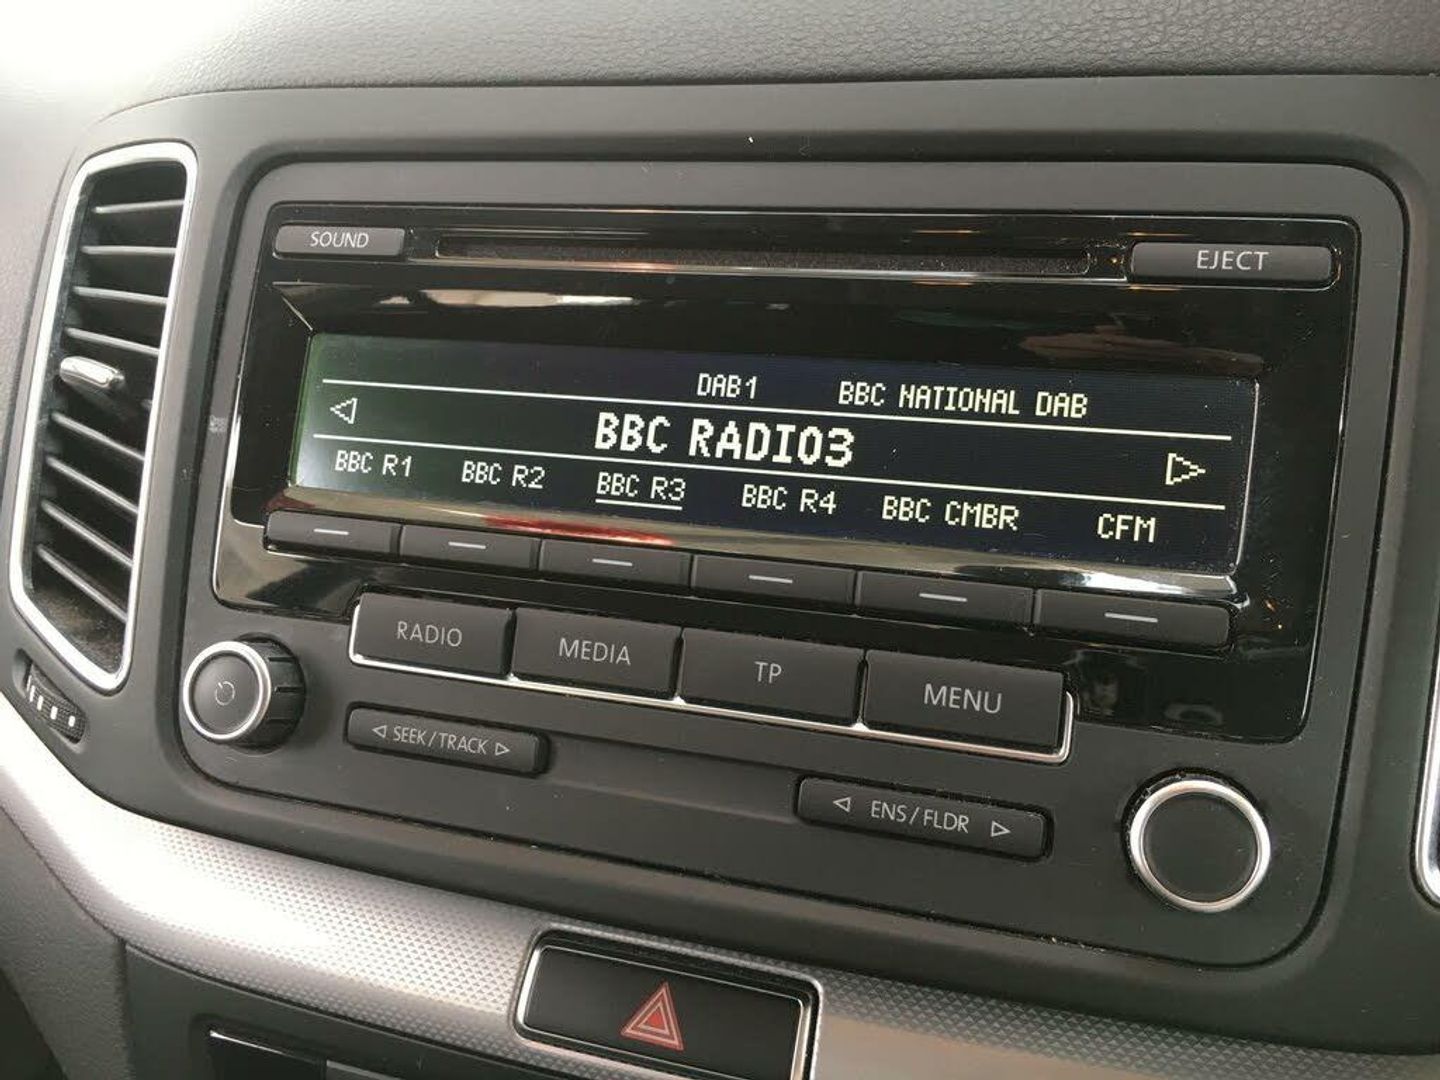 SOUND
EJECT
DAB1 BBC NATIONAL DAB
BBC RADIO3
BBC R1 BBC R2 BBC R3 BBC R4 BBC CMBR CFM
RADIO MEDIA TP MENU
SEEK/TRACK
ENS/FLDR